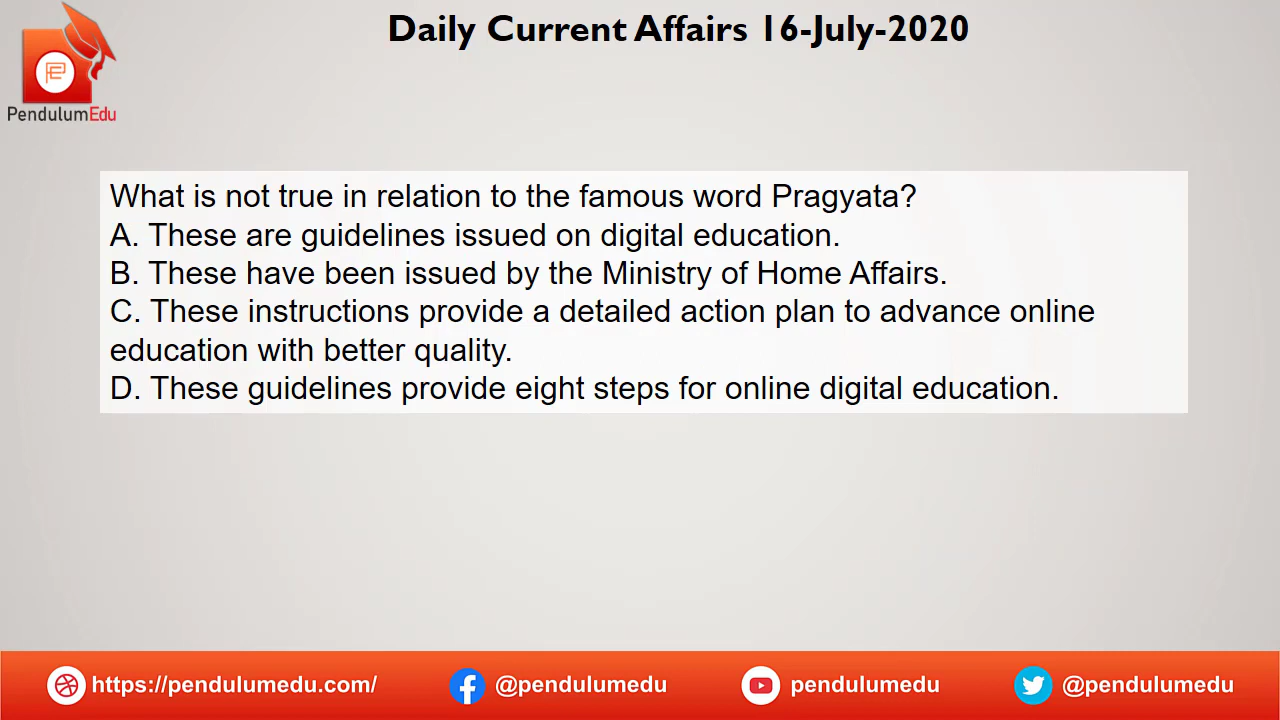 Daily Current Affairs 16-July-2020
PendulumEdu
What is not true in relation to the famous word Pragyata?
A. These are guidelines issued on digital education.
B. These have been issued by the Ministry of Home Affairs.
C. These instructions provide a detailed action plan to advance online
education with better quality.
D. These guidelines provide eight steps for online digital education.
https://pendulumedu.com/ @pendulumedu pendulumedu @pendulumedu